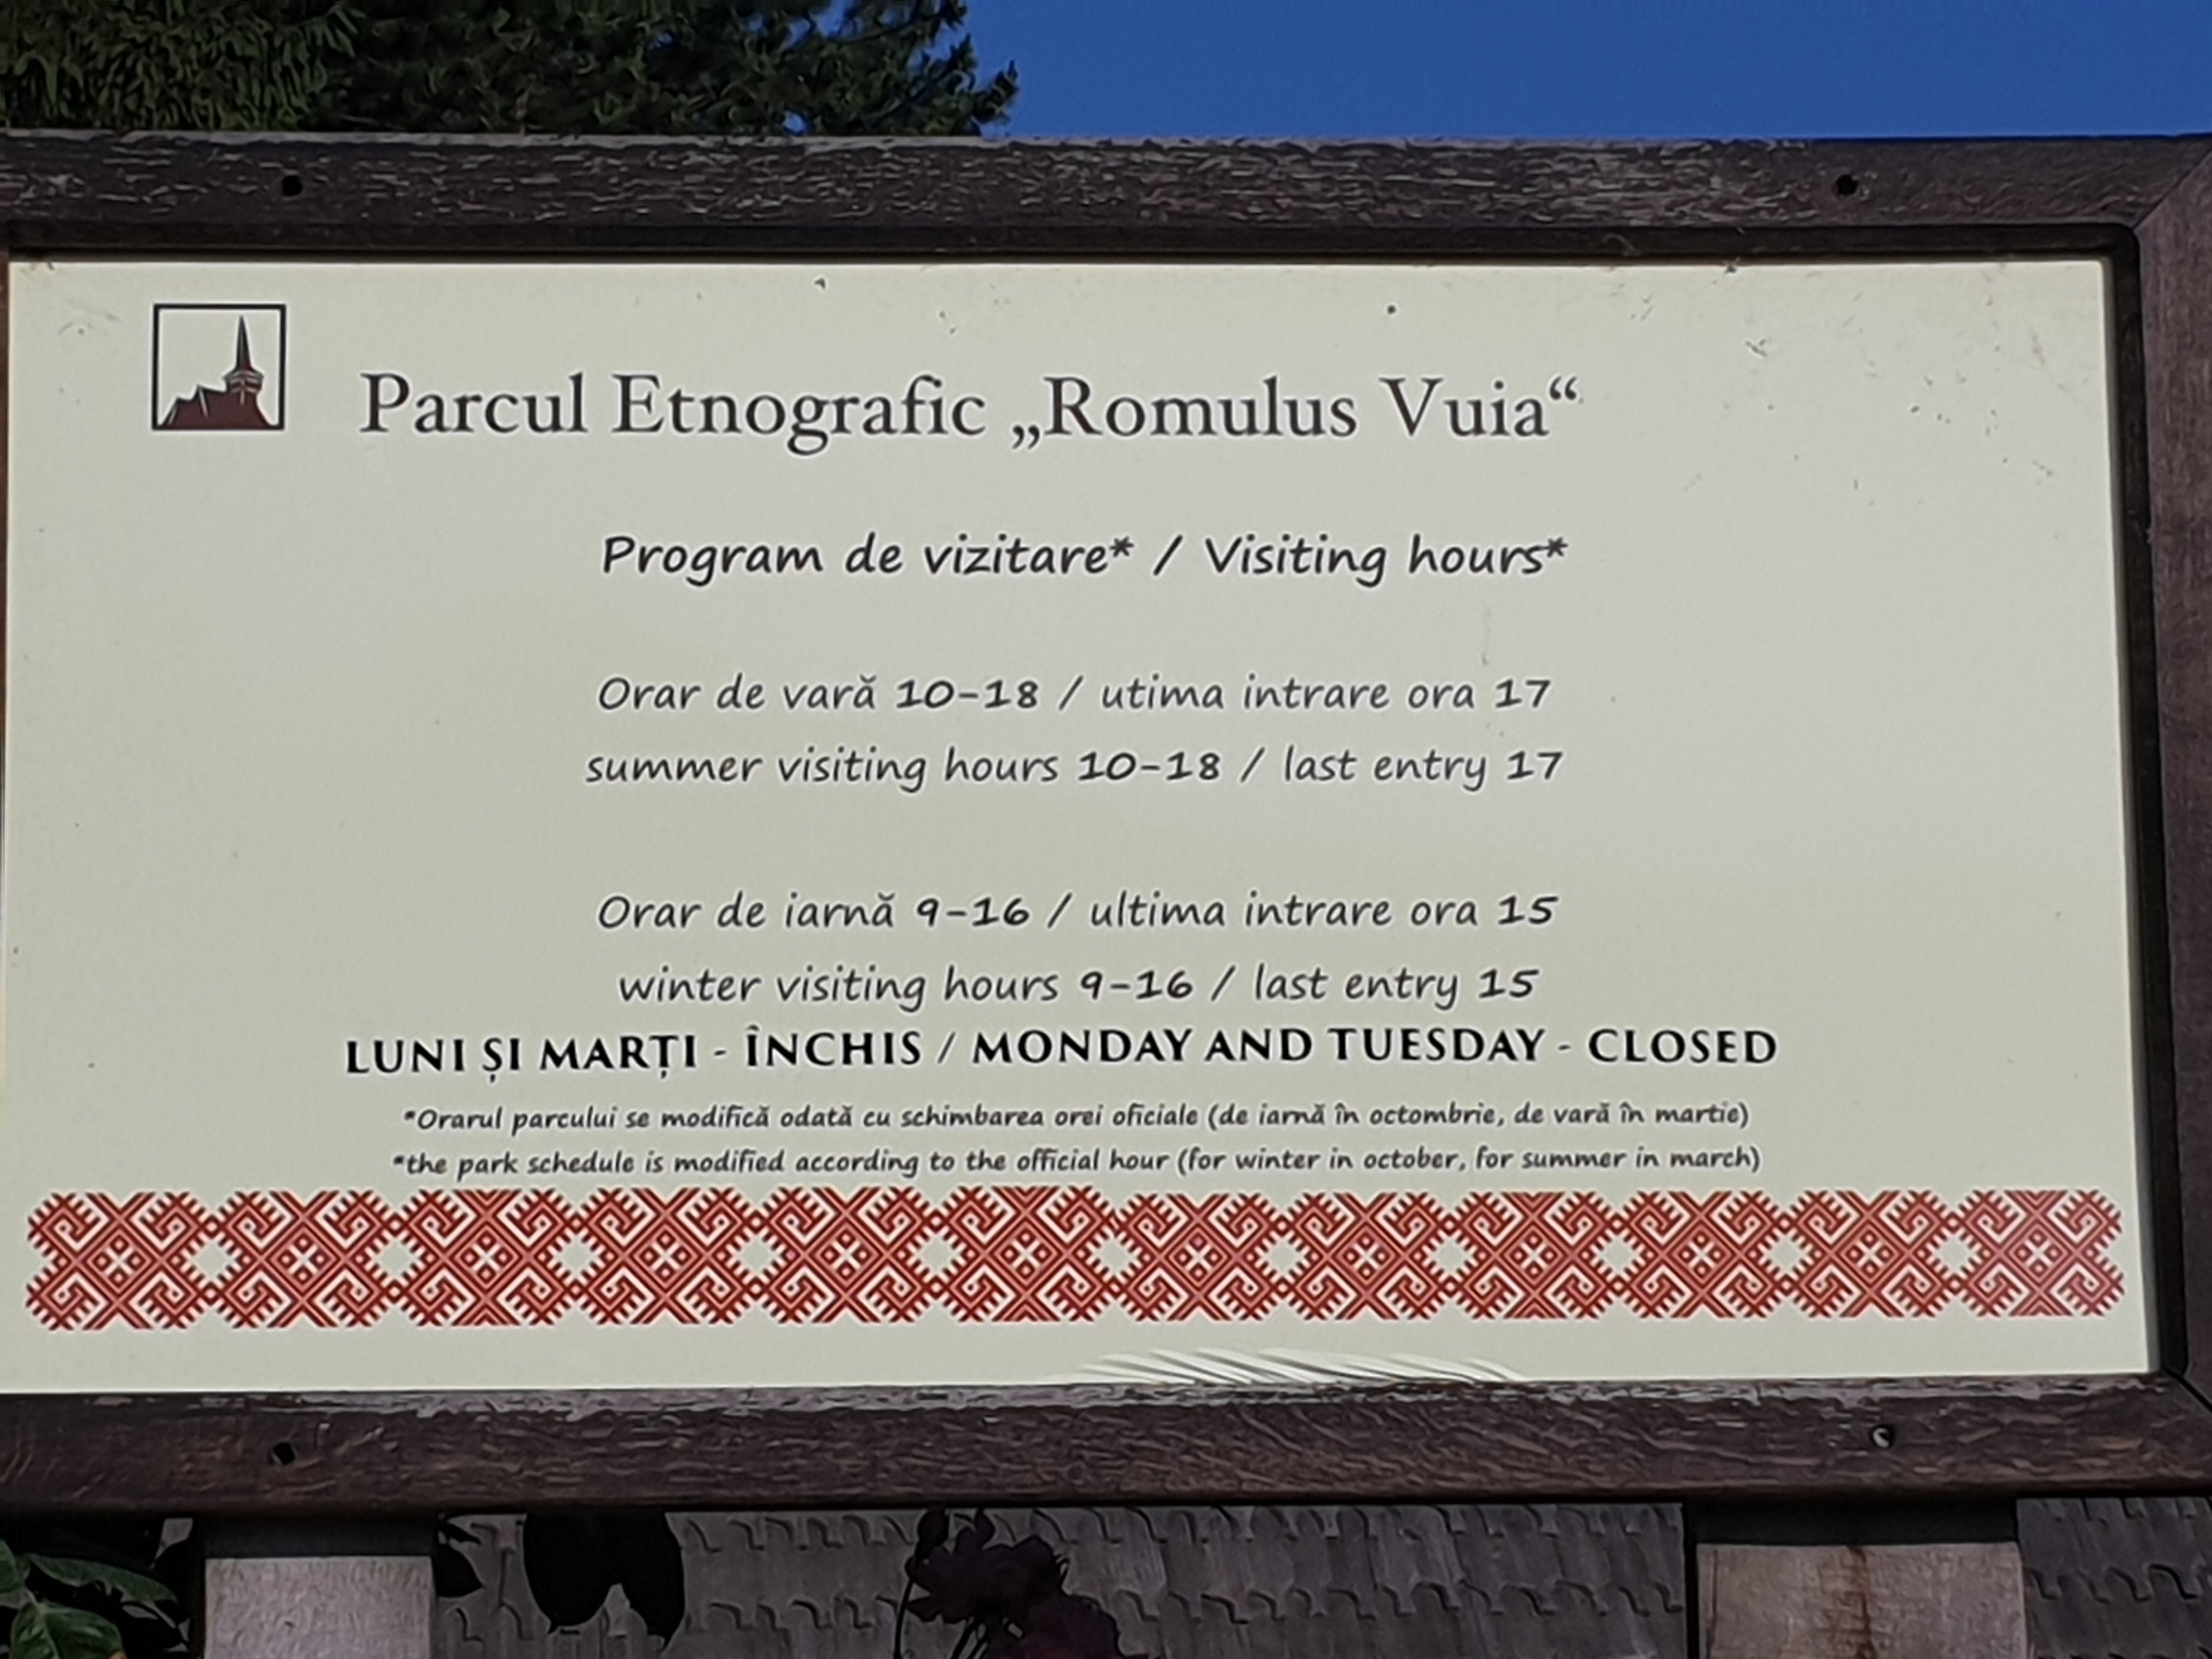 Parcul Etnografic „Romulus Vuia“
Program de vizitare* / Visiting hours*
Orar de vară 10-18 / utima intrare ora 17
summer visiting hours 10-18 / last entry 17
Orar de iarnă 9-16 / ultima intrare ora 15
winter visiting hours 9-16 / last entry 15
LUNI ȘI MARȚI - ÎNCHIS / MONDAY AND TUESDAY - CLOSED
*Orarul parcului se modifică odată cu schimbarea orei oficiale (de iarnă în octombrie, de vară în martie)
*the park schedule is modified according to the official hour (for winter in october, for summer in march)